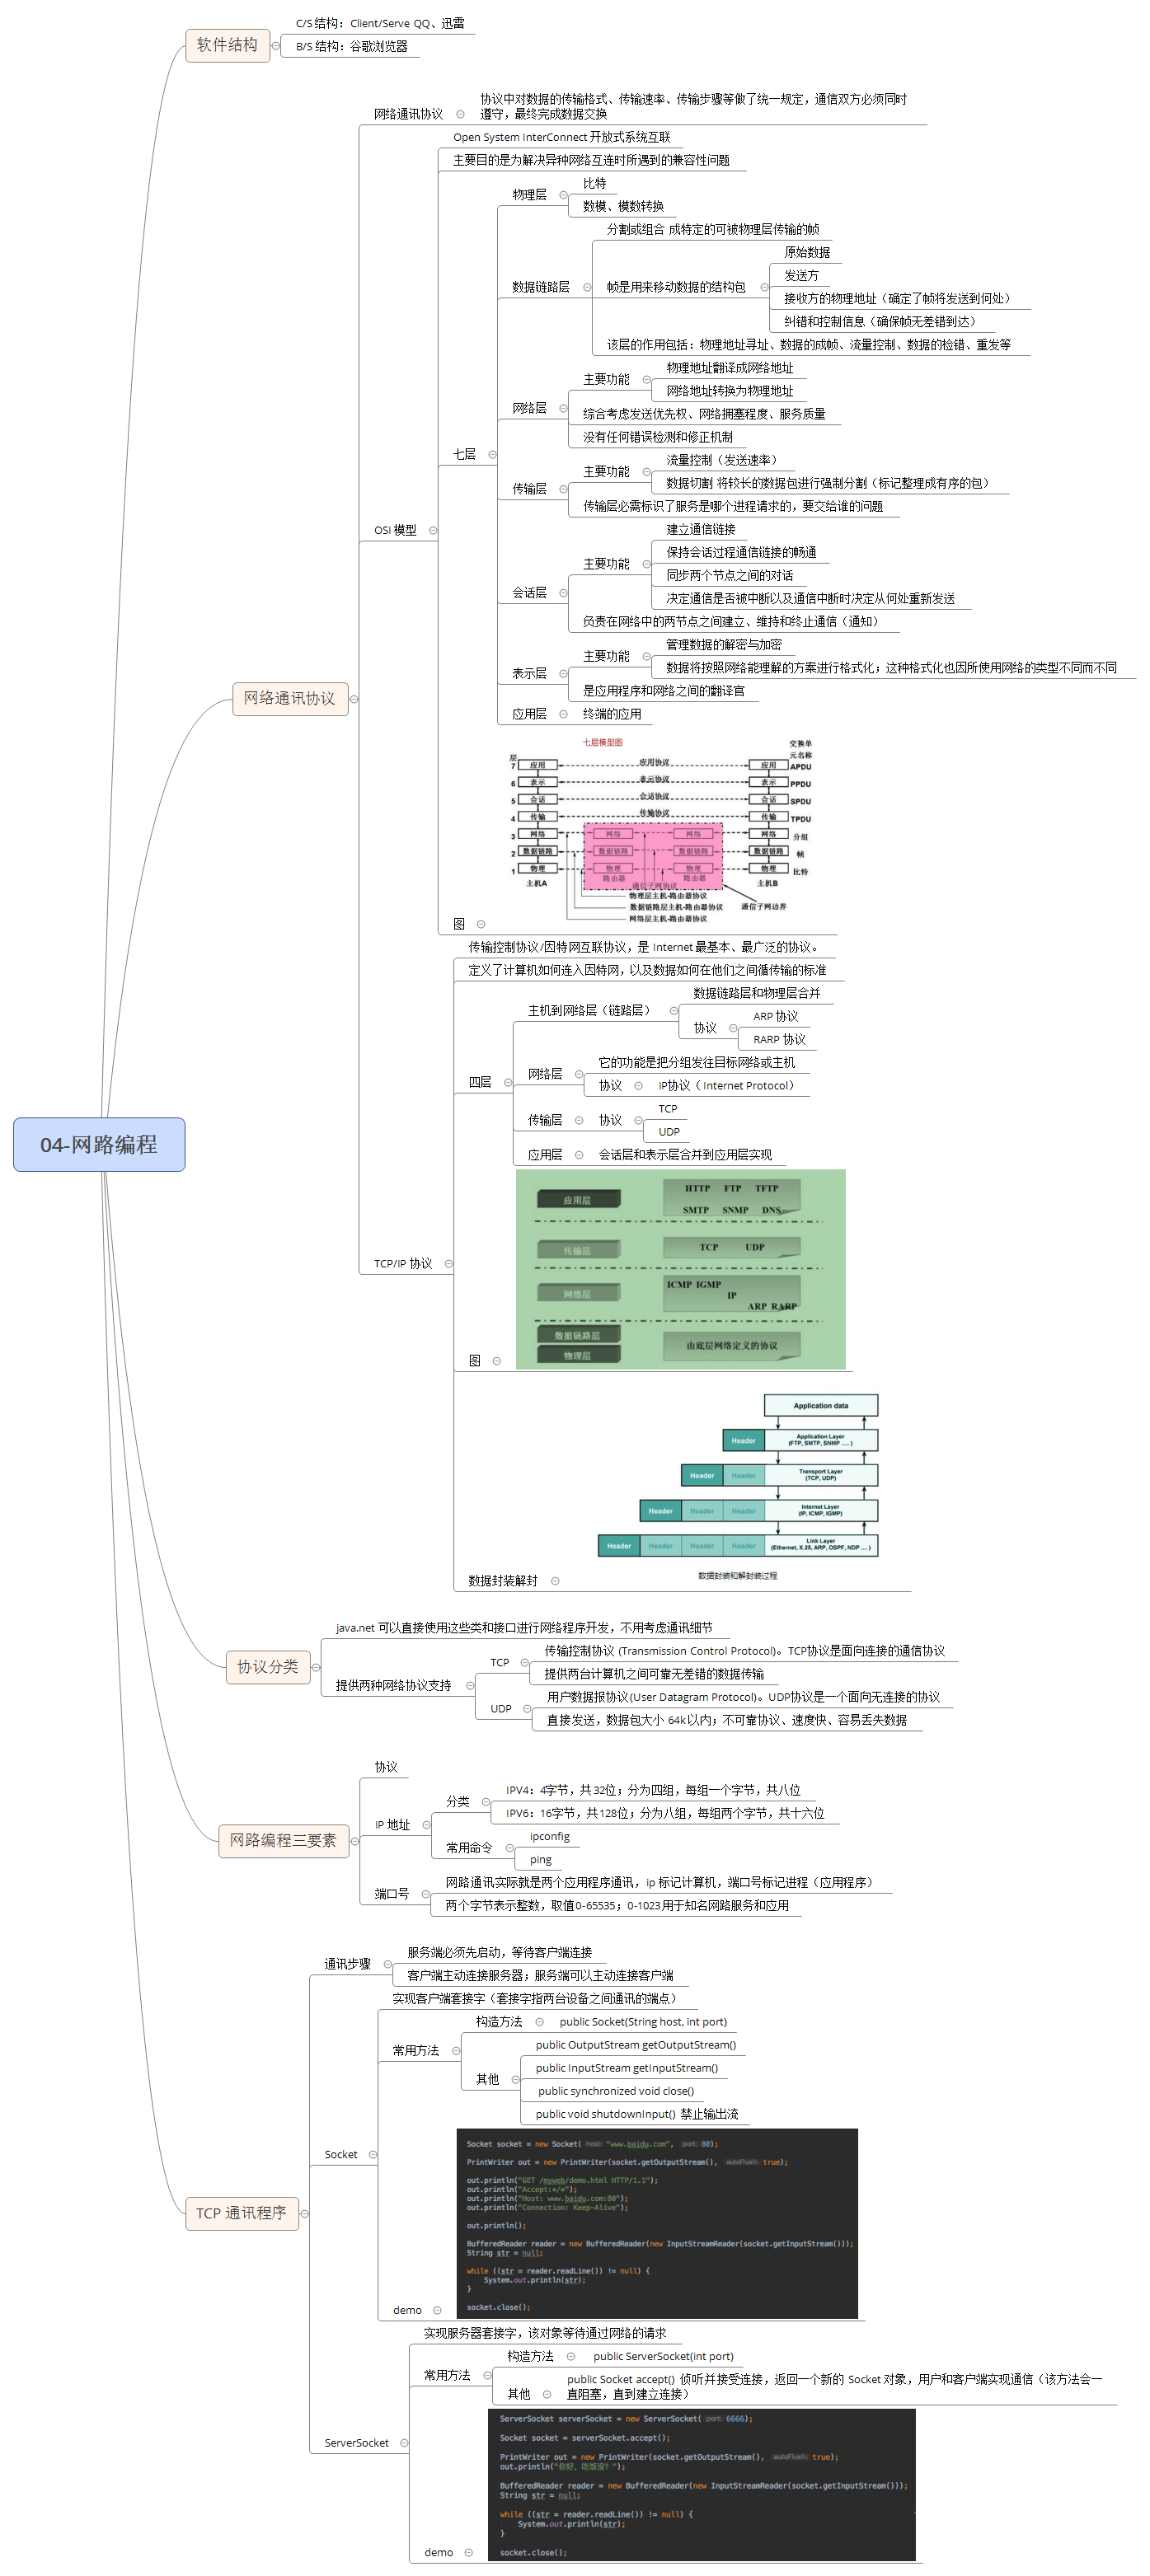 04-网路编程
软件结构
C/S 结构：Client/Serve QQ、迅雷
B/S 结构：谷歌浏览器
网络通讯协议
网络通讯协议
协议中对数据的传输格式、传输速率、传输步骤等做了统一规定，通信双方必须同时
遵守，最终完成数据交换
OSI 模型
Open System InterConnect 开放式系统互联
主要目的是为解决异种网络互连时所遇到的兼容性问题
七层
物理层
比特
数模、模数转换
数据链路层
分割或组合 成特定的可被物理层传输的帧
帧是用来移动数据的结构包
原始数据
发送方
接收方的物理地址（确定了帧将发送到何处）
纠错和控制信息（确保帧无差错到达）
该层的作用包括：物理地址寻址、数据的成帧、流量控制、数据的检错、重发等
网络层
主要功能
物理地址翻译成网络地址
网络地址转换为物理地址
综合考虑发送优先权、网络拥塞程度、服务质量
没有任何错误检测和修正机制
传输层
主要功能
流量控制（发送速率）
数据切割 将较长的数据包进行强制分割（标记整理成有序的包）
传输层必需标识了服务是哪个进程请求的，要交给谁的问题
会话层
主要功能
建立通信链接
保持会话过程通信链接的畅通
同步两个节点之间的对话
决定通信是否被中断以及通信中断时决定从何处重新发送
负责在网络中的两节点之间建立、维持和终止通信（通知）
表示层
主要功能
管理数据的解密与加密
数据将按照网络能理解的方案进行格式化；这种格式化也因所使用网络的类型不同而不同
是应用程序和网络之间的翻译官
应用层
终端的应用
图
七层模型图
交换单
元名称
层
7 应用 应用协议 应用 APDU
6 表示 表示协议 表示 PPDU
5 会话 会话协议 会话 SPDU
4 传输 传输协议 传输 TPDU
3 网络 网络 网络 网络 分组
2 数据链路 数据链路 数据链路 数据链路 帧
1 物理 物理 物理 物理 比特
主机A 路由器 路由器 主机B
通信子网协议
物理层主机-路由器协议
数据链路层主机-路由器协议
网络层主机-路由器协议
通信子网边界
TCP/IP 协议
传输控制协议/因特网互联协议，是 Internet 最基本、最广泛的协议。
定义了计算机如何连入因特网，以及数据如何在他们之间循传输的标准
四层
主机到网络层（链路层）
数据链路层和物理层合并
协议
ARP 协议
RARP 协议
网络层
它的功能是把分组发往目标网络或主机
协议
IP协议（ Internet Protocol）
传输层
协议
TCP
UDP
应用层
会话层和表示层合并到应用层实现
图
应用层
HTTP FTP TFTP
SMTP SNMP DNS
传输层
TCP UDP
网络层
ICMP IGMP
IP
ARP RARP
数据链路层
物理层
由底层网络定义的协议
数据封装解封
Application data
Header
Application Layer
(FTP, SMTP, SNMP .... )
Header Header
Transport Layer
(TCP, UDP)
Header Header Header
Internet Layer
(IP, ICMP, IGMP)
Header Header Header Header
Link Layer
(Ethernet, X.25, ARP, OSPF, NDP .... )
数据封装和解封装过程
协议分类
java.net 可以直接使用这些类和接口进行网络程序开发，不用考虑通讯细节
提供两种网络协议支持
TCP
传输控制协议 (Transmission Control Protocol)。TCP协议是面向连接的通信协议
提供两台计算机之间可靠无差错的数据传输
UDP
用户数据报协议(User Datagram Protocol)。UDP协议是一个面向无连接的协议
直接发送，数据包大小 64k以内；不可靠协议、速度快、容易丢失数据
网路编程三要素
协议
IP 地址
分类
IPV4：4字节，共 32位；分为四组，每组一个字节，共八位
IPV6：16字节，共128位；分为八组，每组两个字节，共十六位
常用命令
ipconfig
ping
端口号
网路通讯实际就是两个应用程序通讯，ip 标记计算机，端口号标记进程（应用程序）
两个字节表示整数，取值0-65535；0-1023用于知名网路服务和应用
TCP 通讯程序
通讯步骤
服务端必须先启动，等待客户端连接
客户端主动连接服务器；服务端可以主动连接客户端
Socket
实现客户端套接字（套接字指两台设备之间通讯的端点）
常用方法
构造方法
public Socket(String host, int port)
其他
public OutputStream getOutputStream()
public InputStream getInputStream()
public synchronized void close()
public void shutdownInput() 禁止输出流
demo
Socket socket = new Socket( host: "www.baidu.com", port: 80);
PrintWriter out = new PrintWriter(socket.getOutputStream(), autoFlush: true);
out.println("GET /myweb/demo.html HTTP/1.1");
out.println("Accept:*/*");
out.println("Host: www.baidu.com:80");
out.println("Connection: Keep-Alive");
out.println();
BufferedReader reader = new BufferedReader(new InputStreamReader(socket.getInputStream()));
String str = null;
while ((str = reader.readLine()) != null) {
System.out.println(str);
}
socket.close();
ServerSocket
实现服务器套接字，该对象等待通过网络的请求
常用方法
构造方法
public ServerSocket(int port)
其他
public Socket accept() 侦听并接受连接，返回一个新的 Socket 对象，用户和客户端实现通信（该方法会一
直阻塞，直到建立连接）
demo
ServerSocket serverSocket = new ServerSocket( port: 6666);
Socket socket = serverSocket.accept();
PrintWriter out = new PrintWriter(socket.getOutputStream(), autoFlush: true);
out.println("你好，吃饭没？");
BufferedReader reader = new BufferedReader(new InputStreamReader(socket.getInputStream()));
String str = null;
while ((str = reader.readLine()) != null) {
System.out.println(str);
}
socket.close();